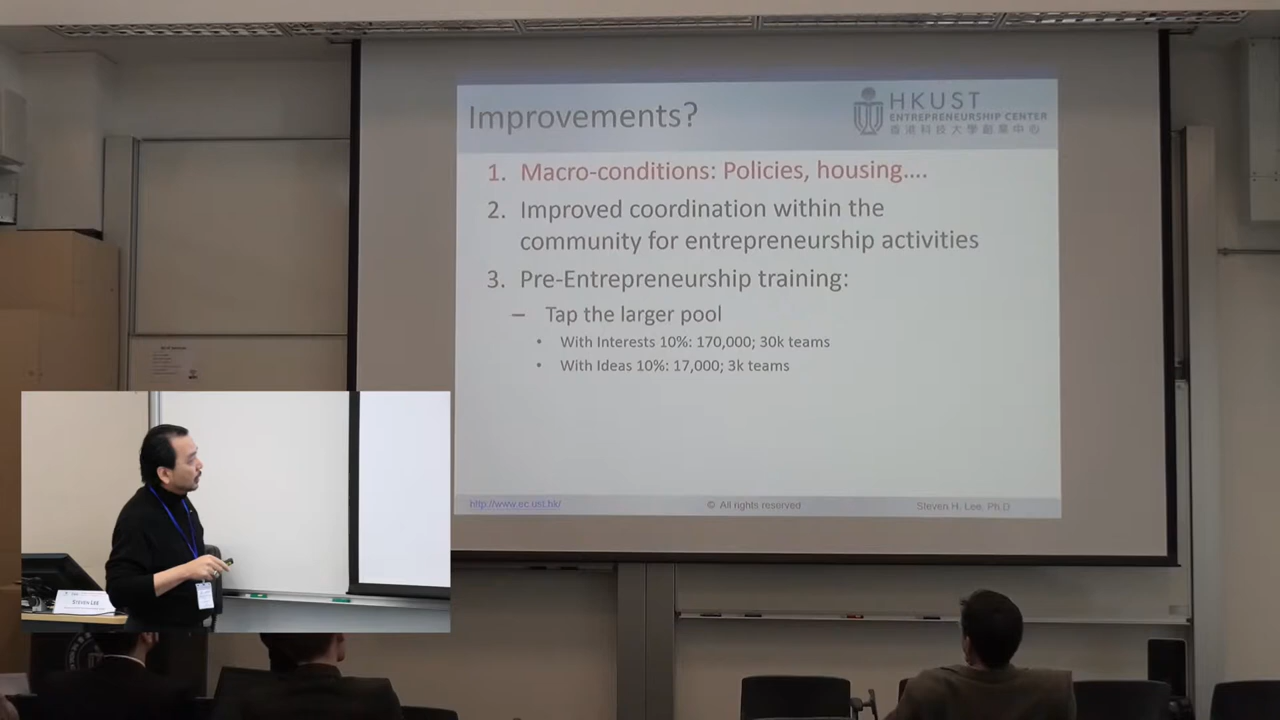 Improvements?
HKUST
ENTREPRENEURSHIP CENTER
香港科技大學創業中心
1. Macro-conditions: Policies, housing....
2. Improved coordination within the
community for entrepreneurship activities
3. Pre-Entrepreneurship training:
– Tap the larger pool
• With Interests 10%: 170,000; 30k teams
• With Ideas 10%: 17,000; 3k teams
http://www.ec.ust.hk/
© All rights reserved
Steven H. Lee, Ph.D
STEVEN LEE